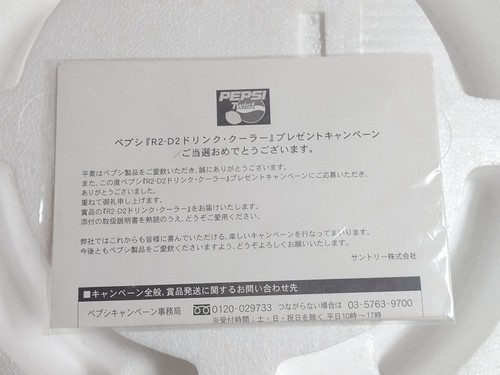 PEPSI
Twist
ペプシ『R2-D2ドリンク・クーラー』プレゼントキャンペーン
／ご当選おめでとうございます。
平素はペプシ製品をご愛飲いただき、誠にありがとうございます。
また、この度ペプシ『R2-D2ドリンク・クーラー』プレゼントキャンペーンにご応募いただき、
ありがとうございました。
重ねて御礼申し上げます。
賞品の『R2-D2ドリンク・クーラー』をお届けいたします。
添付の取扱説明書を熟読のうえ、どうぞご愛用ください。
弊社ではこれからも皆様に喜んでいただける、楽しいキャンペーンを行なってまいります。
今後ともペプシ製品をご愛飲くださいますよう、どうぞよろしくお願いいたします。
サントリー株式会社
■キャンペーン全般、賞品発送に関するお問い合わせ先
ペプシキャンペーン事務局 0120-029733 つながらない場合は 03-5763-9700
※受付時間：土・日・祝日を除く 平日10時～17時